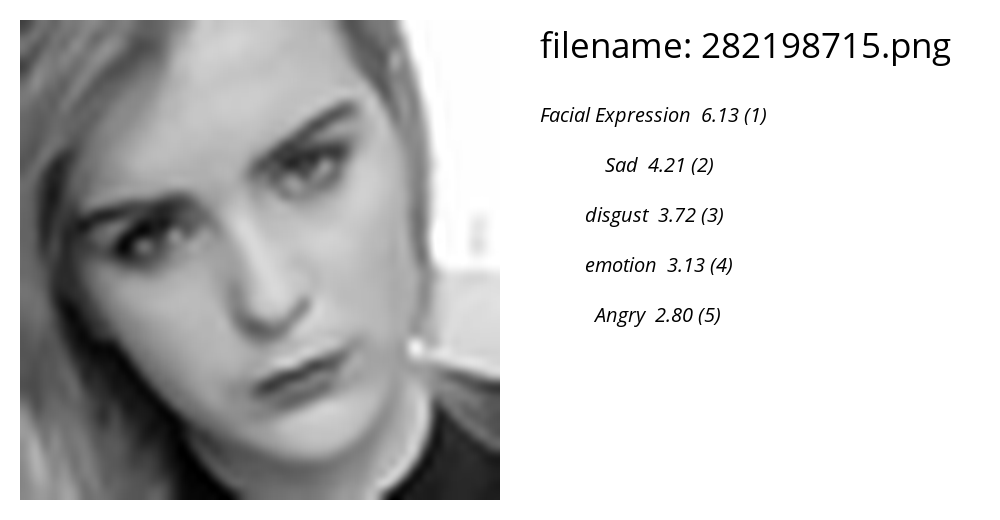 filename: 282198715.png
Facial Expression 6.13 (1)
Sad 4.21 (2)
disgust 3.72 (3)
emotion 3.13 (4)
Angry 2.80 (5)